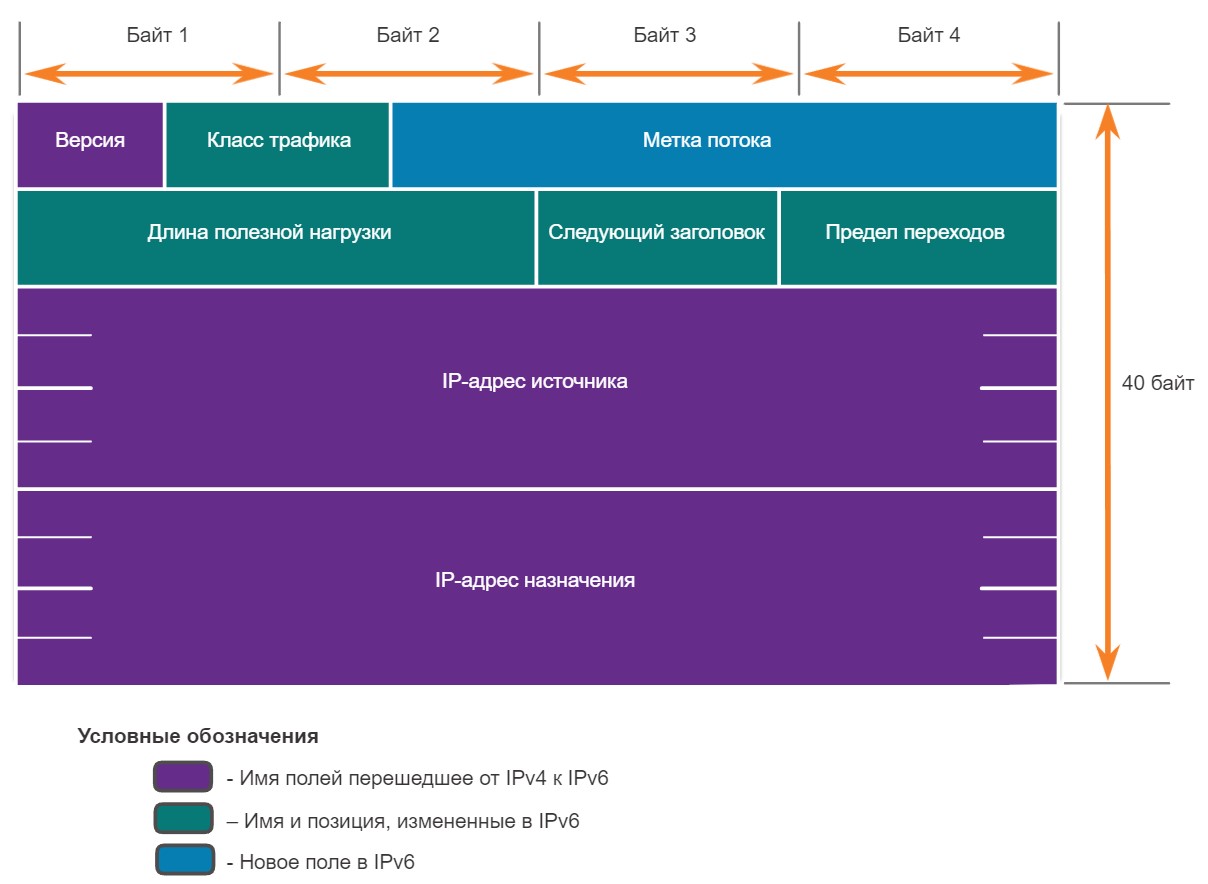 Байт 1 Байт 2 Байт 3 Байт 4
Версия Класс трафика Метка потока
Длина полезной нагрузки Следующий заголовок Предел переходов
IP-адрес источника
40 байт
IP-адрес назначения
Условные обозначения
- Имя полей перешедшее от IPv4 к IPv6
– Имя и позиция, измененные в IPv6
- Новое поле в IPv6